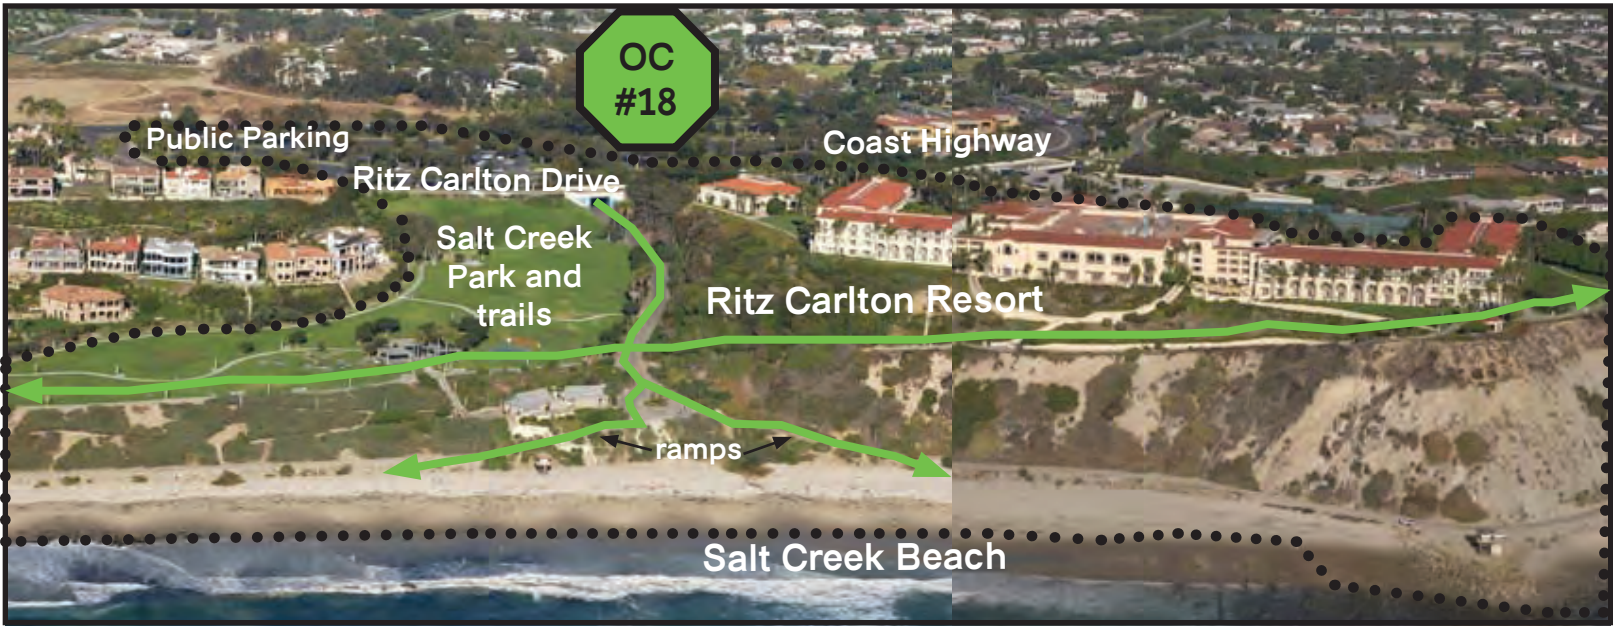 OC
#18
Public Parking
Coast Highway
Ritz Carlton Drive
Salt Creek
Park and
trails
Ritz Carlton Resort
ramps
Salt Creek Beach